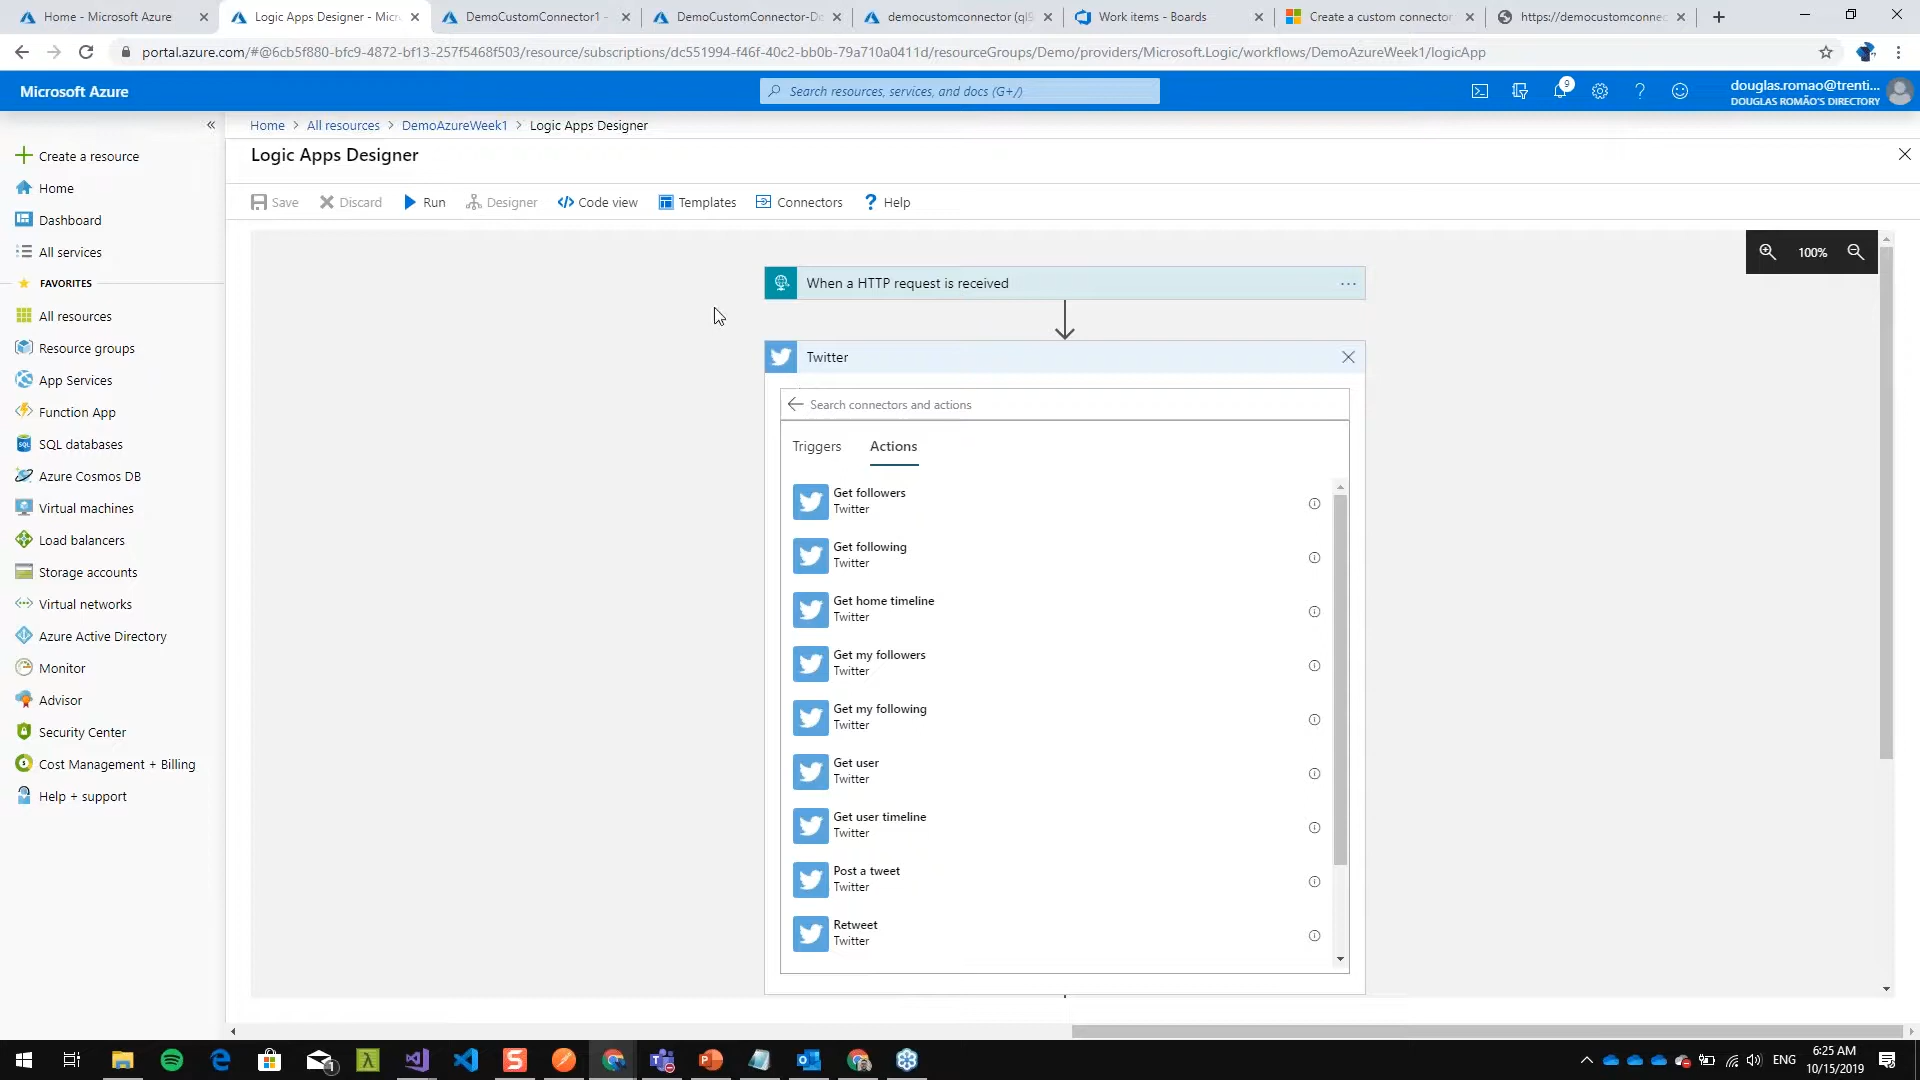 Home - Microsoft Azure
Logic Apps Designer - Micr
DemoCustomConnector1 -
DemoCustomConnector-D
democustomconnector (qlS
Work items - Boards
Create a custom connector
https://democustomconnec
portal.azure.com/#@6cb5f880-bfc9-4872-bf13-257f5468f503/resource/subscriptions/dc551994-f46f-40c2-bb0b-79a710a0411d/resourceGroups/Demo/providers/Microsoft.Logic/workflows/DemoAzureWeek1/logicApp
Microsoft Azure
Search resources, services, and docs (G+/)
9
douglas.romao@trenti...
DOUGLAS ROMÃO'S DIRECTORY
Home > All resources > DemoAzureWeek1 > Logic Apps Designer
Logic Apps Designer
Save
Discard
Run
Designer
Code view
Templates
Connectors
Help
Create a resource
Home
Dashboard
All services
FAVORITES
All resources
Resource groups
App Services
Function App
SQL databases
Azure Cosmos DB
Virtual machines
Load balancers
Storage accounts
Virtual networks
Azure Active Directory
Monitor
Advisor
Security Center
Cost Management + Billing
Help + support
100%
When a HTTP request is received
Twitter
Search connectors and actions
Triggers
Actions
Get followers
Twitter
Get following
Twitter
Get home timeline
Twitter
Get my followers
Twitter
Get my following
Twitter
Get user
Twitter
Get user timeline
Twitter
Post a tweet
Twitter
Retweet
Twitter
ENG
6:25 AM
10/15/2019